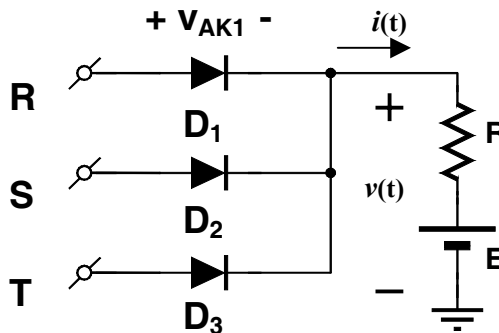 + VAK1 -
i(t)
R
D1
+
R
S
D2
v(t)
E
T
D3
−